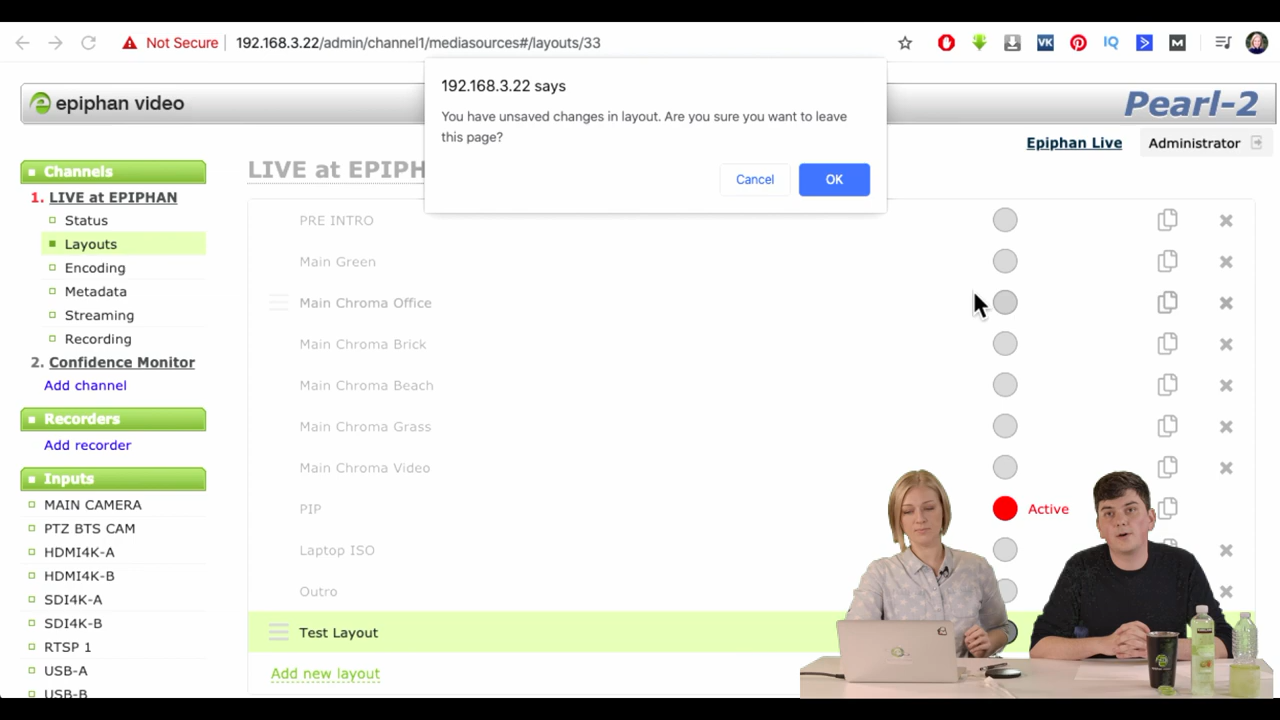 Not Secure
192.168.3.22/admin/channel1/mediasources#/layouts/33
VK
IQ
M
192.168.3.22 says
You have unsaved changes in layout. Are you sure you want to leave
this page?
Cancel
OK
epiphan video
Pearl-2
Epiphan Live
Administrator
Channels
1. LIVE at EPIPHAN
Status
Layouts
Encoding
Metadata
Streaming
Recording
2. Confidence Monitor
Add channel
Recorders
Add recorder
Inputs
MAIN CAMERA
PTZ BTS CAM
HDMI4K-A
HDMI4K-B
SDI4K-A
SDI4K-B
RTSP 1
USB-A
USB-B
LIVE at EPIPH
PRE INTRO
Main Green
Main Chroma Office
Main Chroma Brick
Main Chroma Beach
Main Chroma Grass
Main Chroma Video
PIP
Active
Laptop ISO
Outro
Test Layout
Add new layout